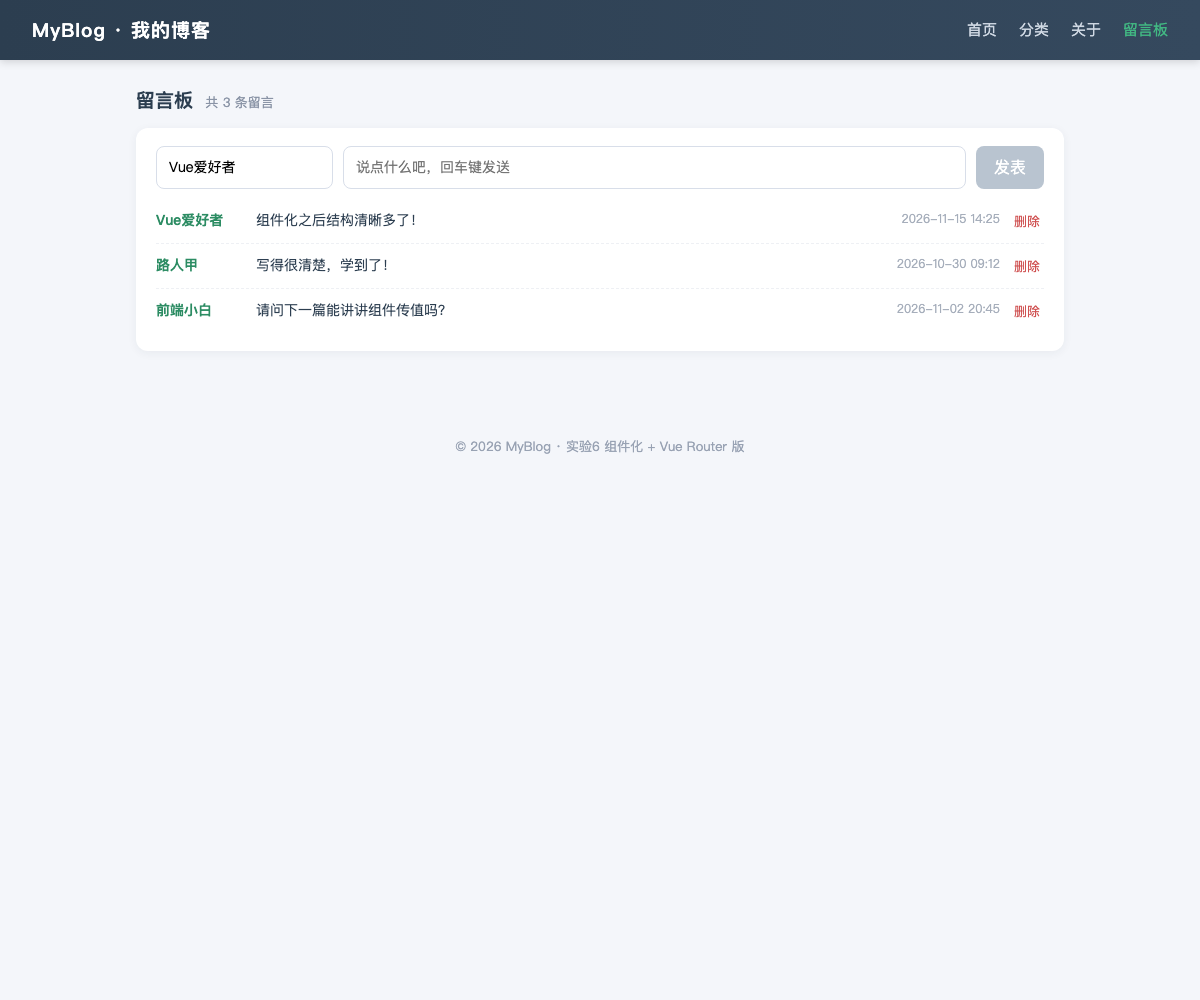 MyBlog · 我的博客 首页 分类 关于 留言板
留言板 共 3 条留言
Vue爱好者 说点什么吧，回车键发送 发表
Vue爱好者 组件化之后结构清晰多了！ 2026-11-15 14:25 删除
路人甲 写得很清楚，学到了！ 2026-10-30 09:12 删除
前端小白 请问下一篇能讲讲组件传值吗？ 2026-11-02 20:45 删除
© 2026 MyBlog · 实验6 组件化 + Vue Router 版